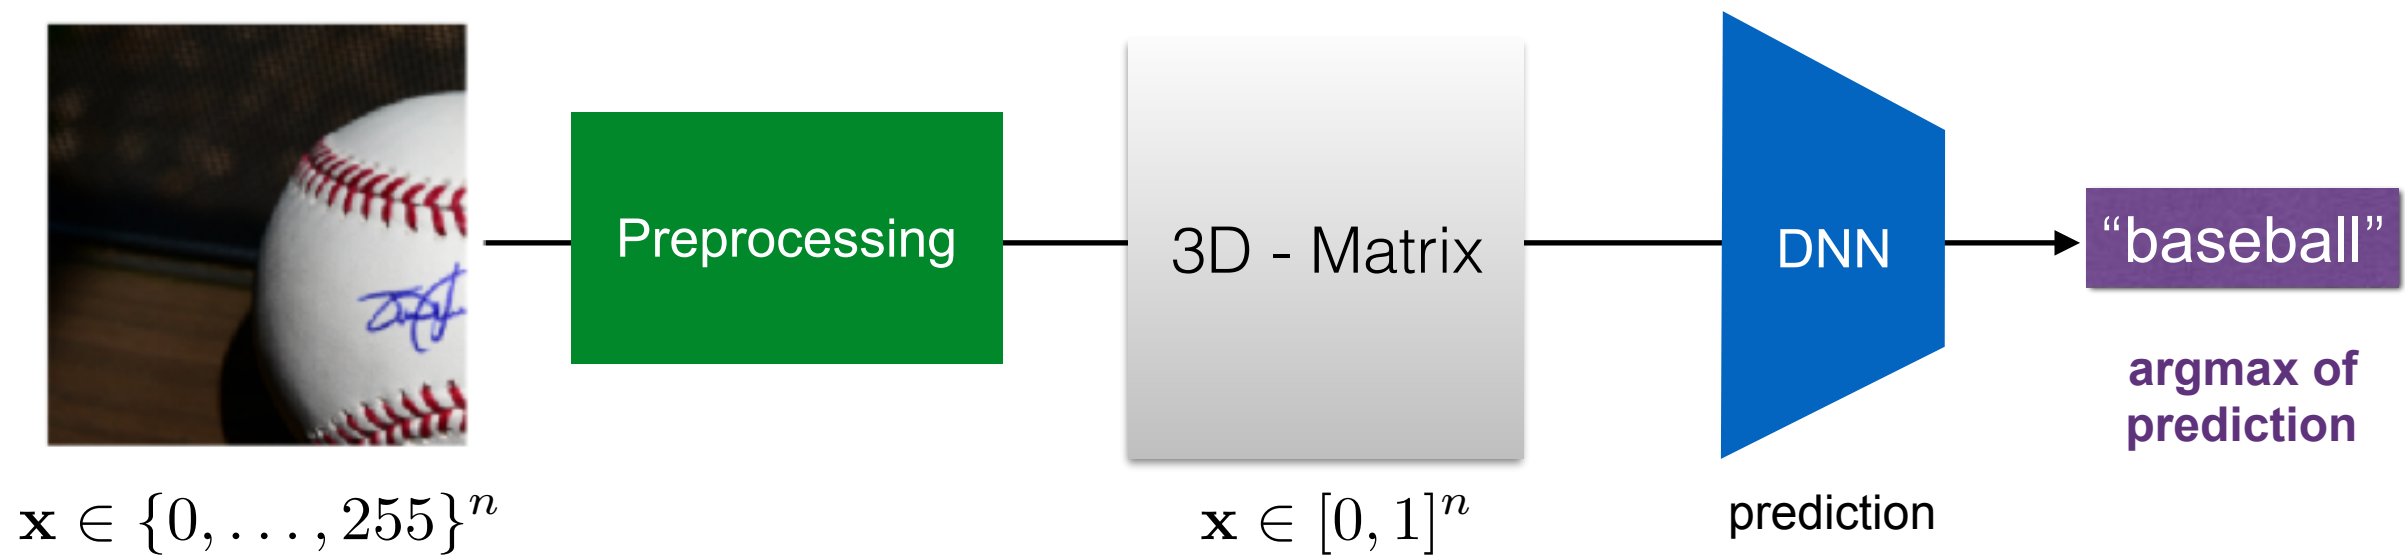 Preprocessing
3D - Matrix
DNN
“baseball”
argmax of
prediction
x ∈ {0, . . . , 255}ⁿ
x ∈ [0, 1]ⁿ
prediction